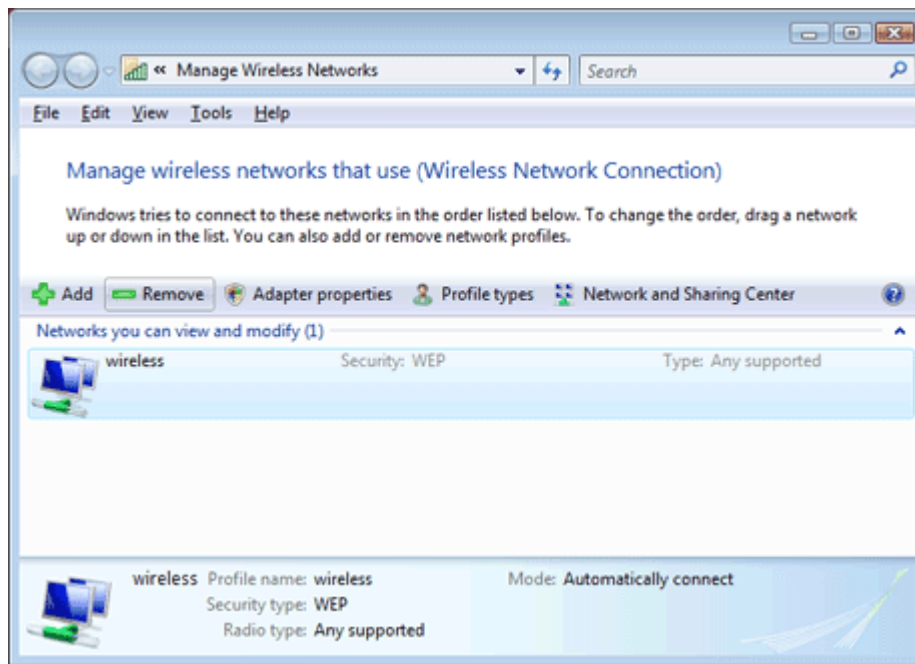 « Manage Wireless Networks Search
File Edit View Tools Help
Manage wireless networks that use (Wireless Network Connection)
Windows tries to connect to these networks in the order listed below. To change the order, drag a network
up or down in the list. You can also add or remove network profiles.
Add Remove Adapter properties Profile types Network and Sharing Center
Networks you can view and modify (1)
wireless Security: WEP Type: Any supported
wireless Profile name: wireless Mode: Automatically connect
Security type: WEP
Radio type: Any supported